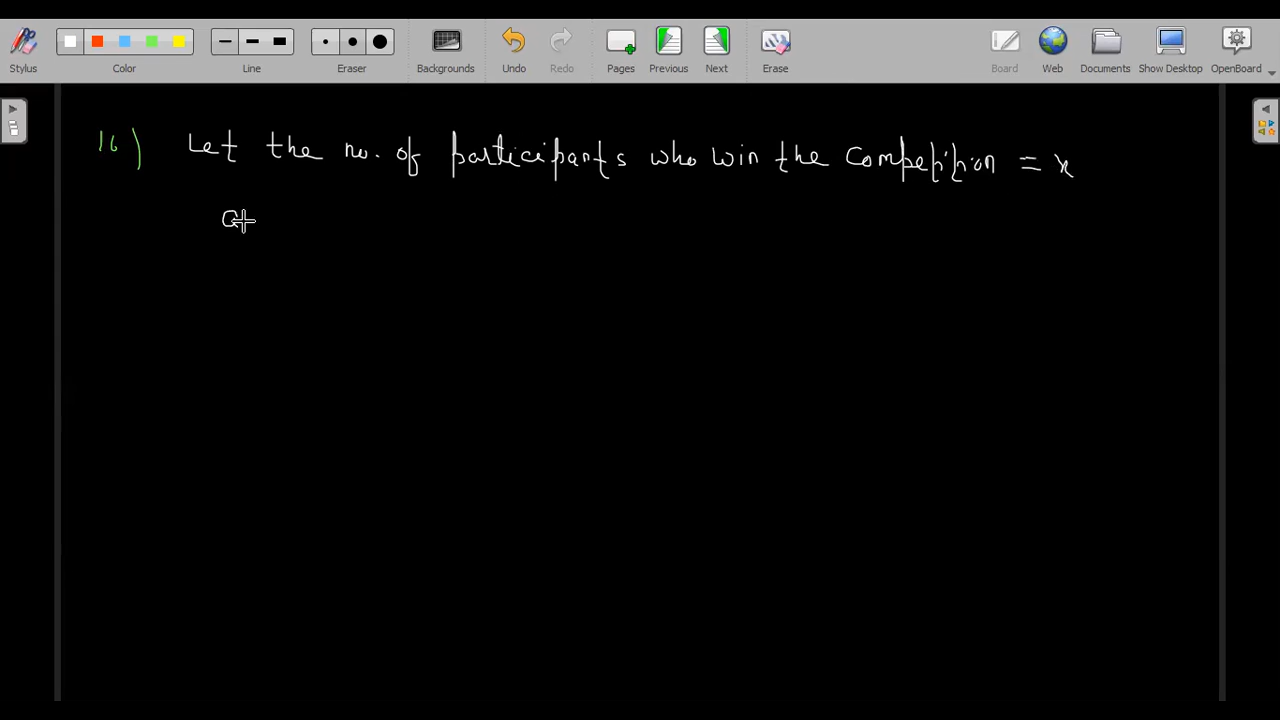 Stylus Color Line Eraser Backgrounds Undo Redo Pages Previous Next Erase Board Web Documents Show Desktop OpenBoard
16) Let the no. of participants who win the competition = x